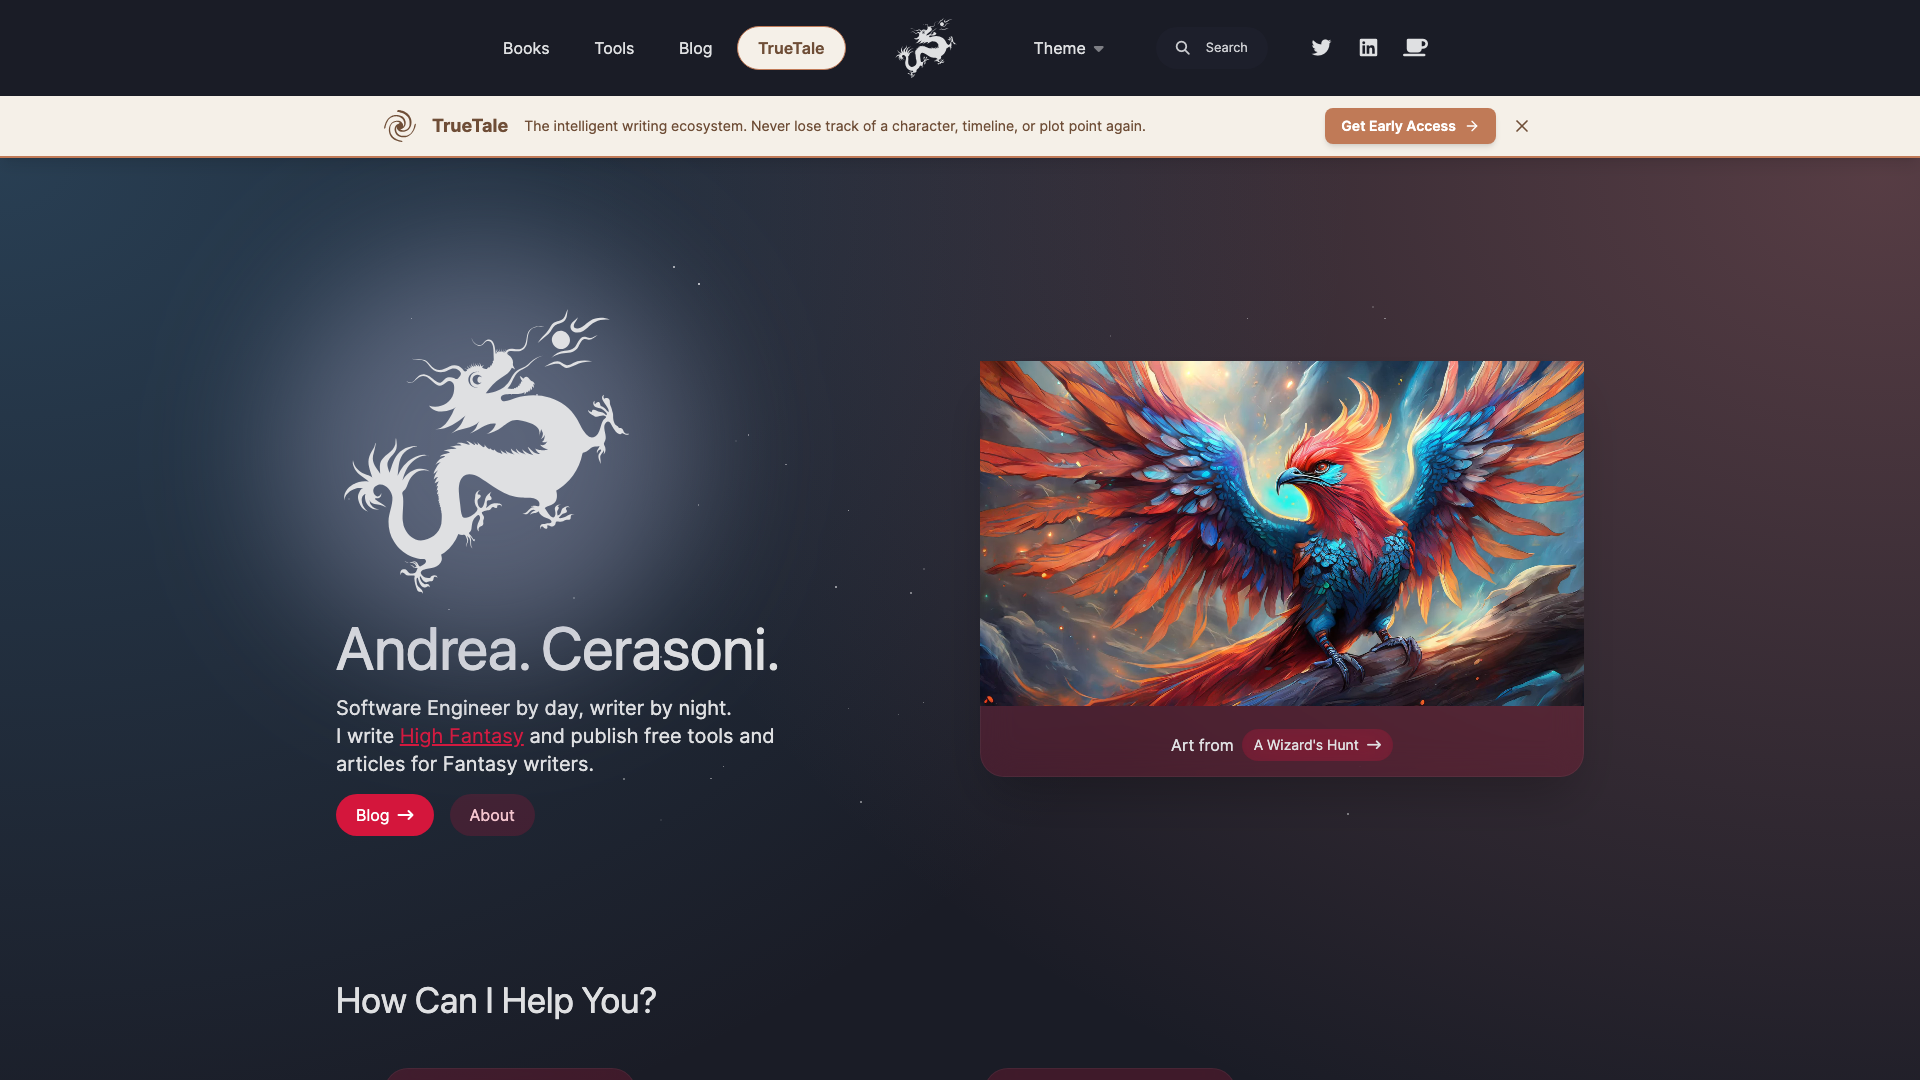 Books
Tools
Blog
TrueTale
Theme
Search
TrueTale
The intelligent writing ecosystem. Never lose track of a character, timeline, or plot point again.
Get Early Access
Andrea. Cerasoni.
Software Engineer by day, writer by night.
I write High Fantasy and publish free tools and
articles for Fantasy writers.
Blog
About
Art from
A Wizard's Hunt
How Can I Help You?